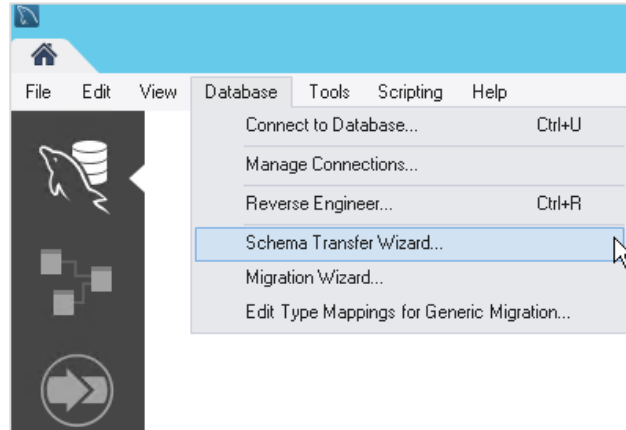 File Edit View Database Tools Scripting Help
Connect to Database... Ctrl+U
Manage Connections...
Reverse Engineer... Ctrl+R
Schema Transfer Wizard...
Migration Wizard...
Edit Type Mappings for Generic Migration...